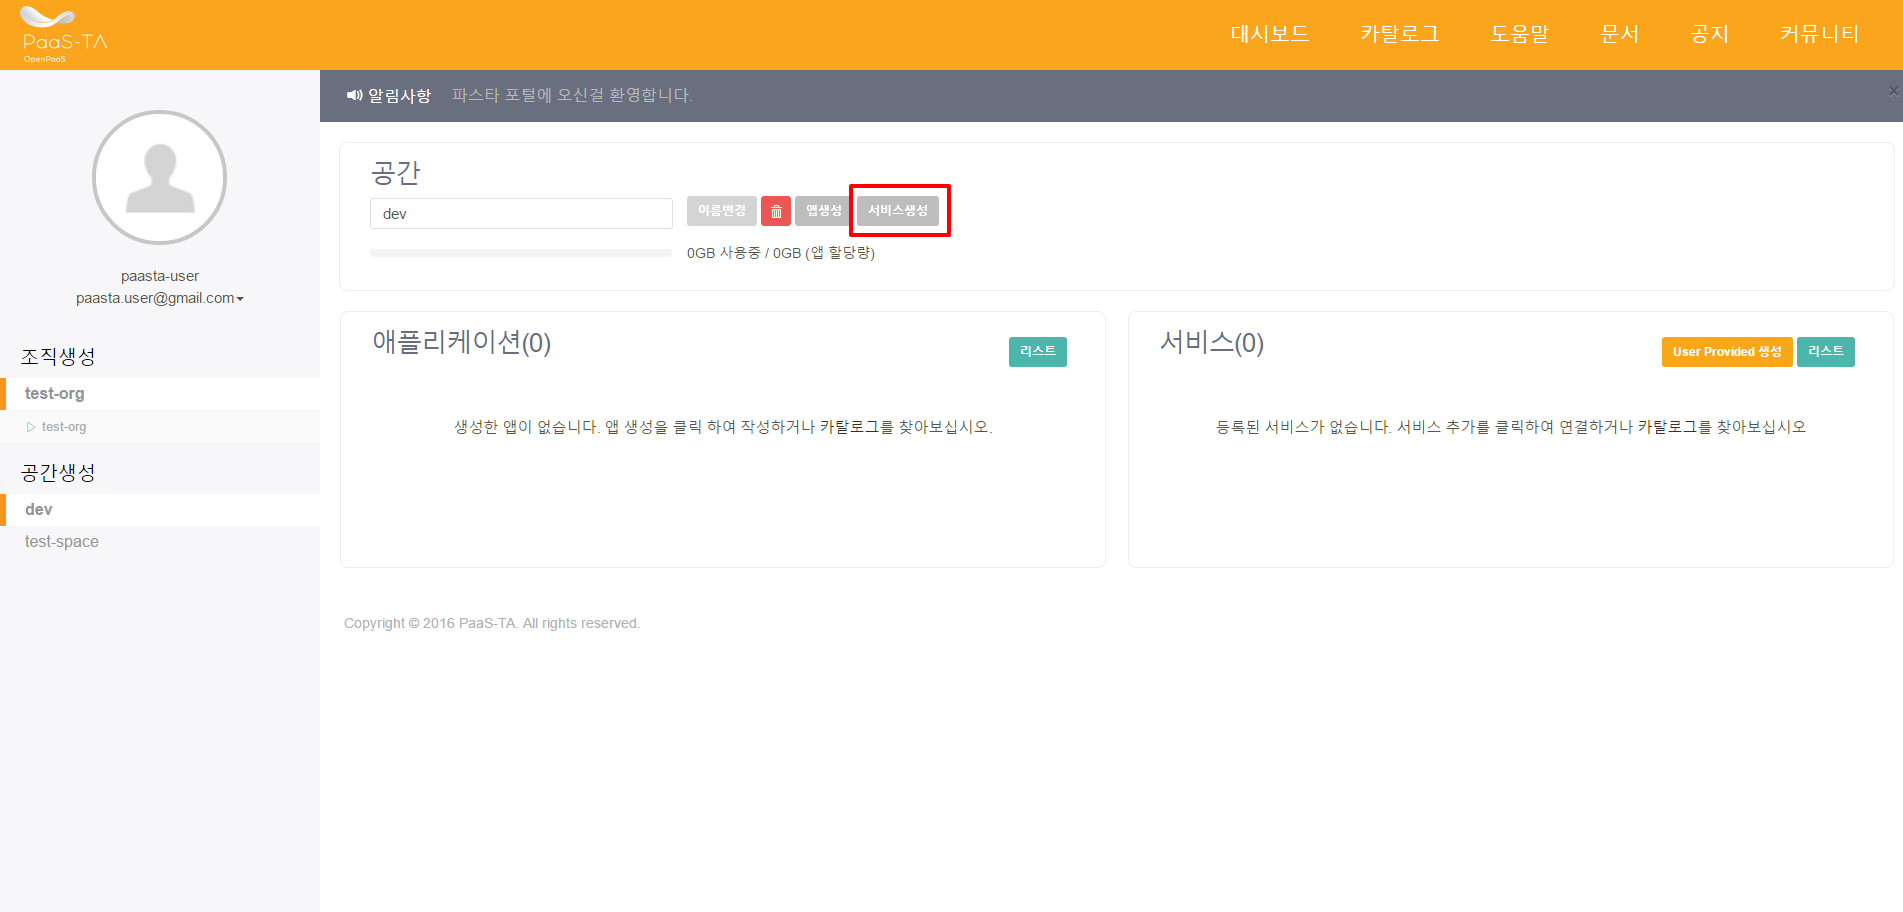 PaaS-TA
OpenPaaS
대시보드 카탈로그 도움말 문서 공지 커뮤니티
알림사항 파스타 포털에 오신걸 환영합니다.
paasta-user
paasta.user@gmail.com
조직생성
test-org
test-org
공간생성
dev
test-space
공간
dev
이름변경 앱생성 서비스생성
0GB 사용중 / 0GB (앱 할당량)
애플리케이션(0)
리스트
생성한 앱이 없습니다. 앱 생성을 클릭 하여 작성하거나 카탈로그를 찾아보십시오.
서비스(0)
User Provided 생성 리스트
등록된 서비스가 없습니다. 서비스 추가를 클릭하여 연결하거나 카탈로그를 찾아보십시오
Copyright © 2016 PaaS-TA. All rights reserved.